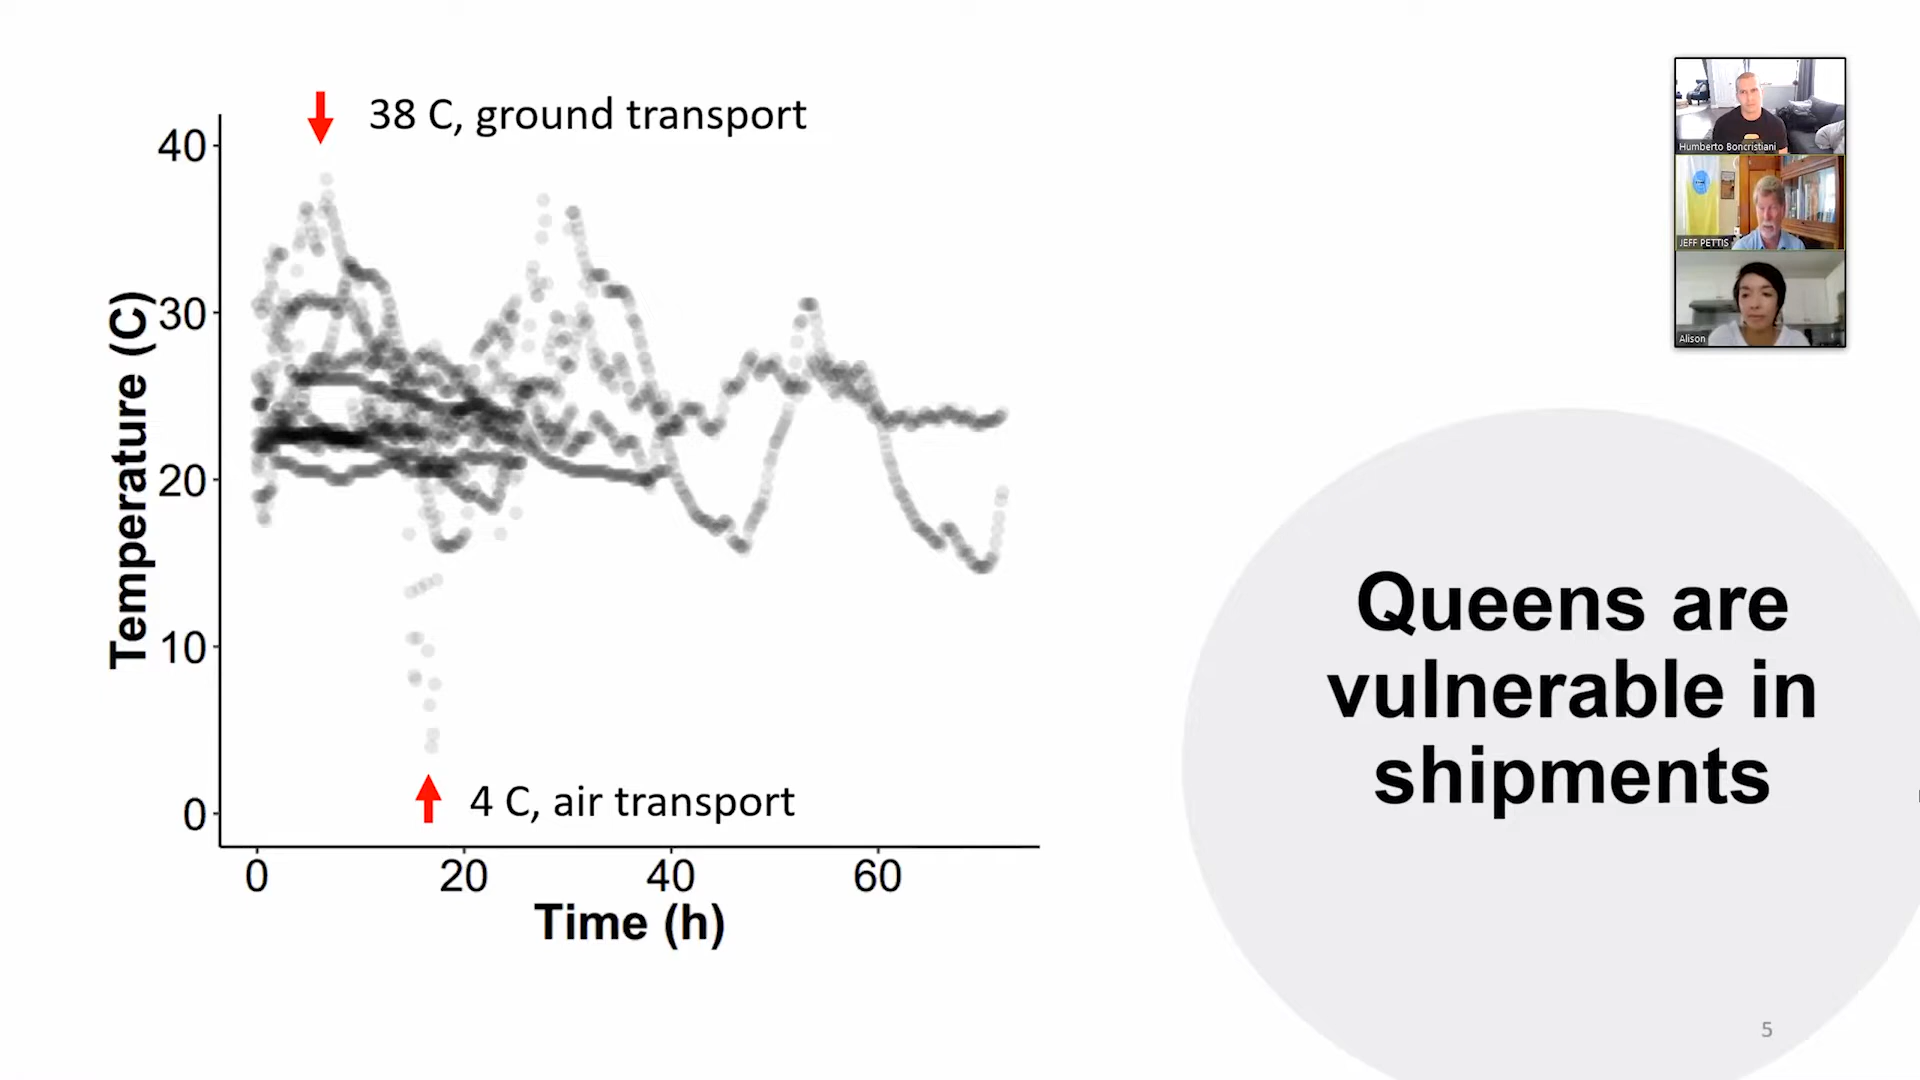 38 C, ground transport
40
30
20
10
0
Temperature (C)
4 C, air transport
0 20 40 60
Time (h)
Humberto Boncristiani
JEFF PETTIS
Alison
Queens are
vulnerable in
shipments
5